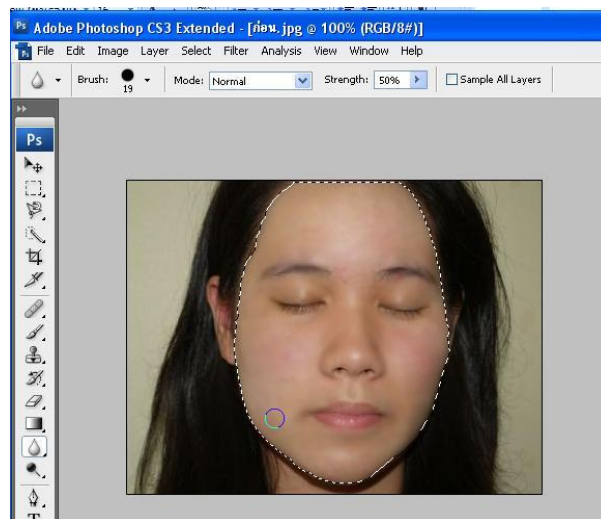 Adobe Photoshop CS3 Extended - [ก่อน.jpg @ 100% (RGB/8#)]
File Edit Image Layer Select Filter Analysis View Window Help
Brush: 19 Mode: Normal Strength: 50% Sample All Layers
Ps